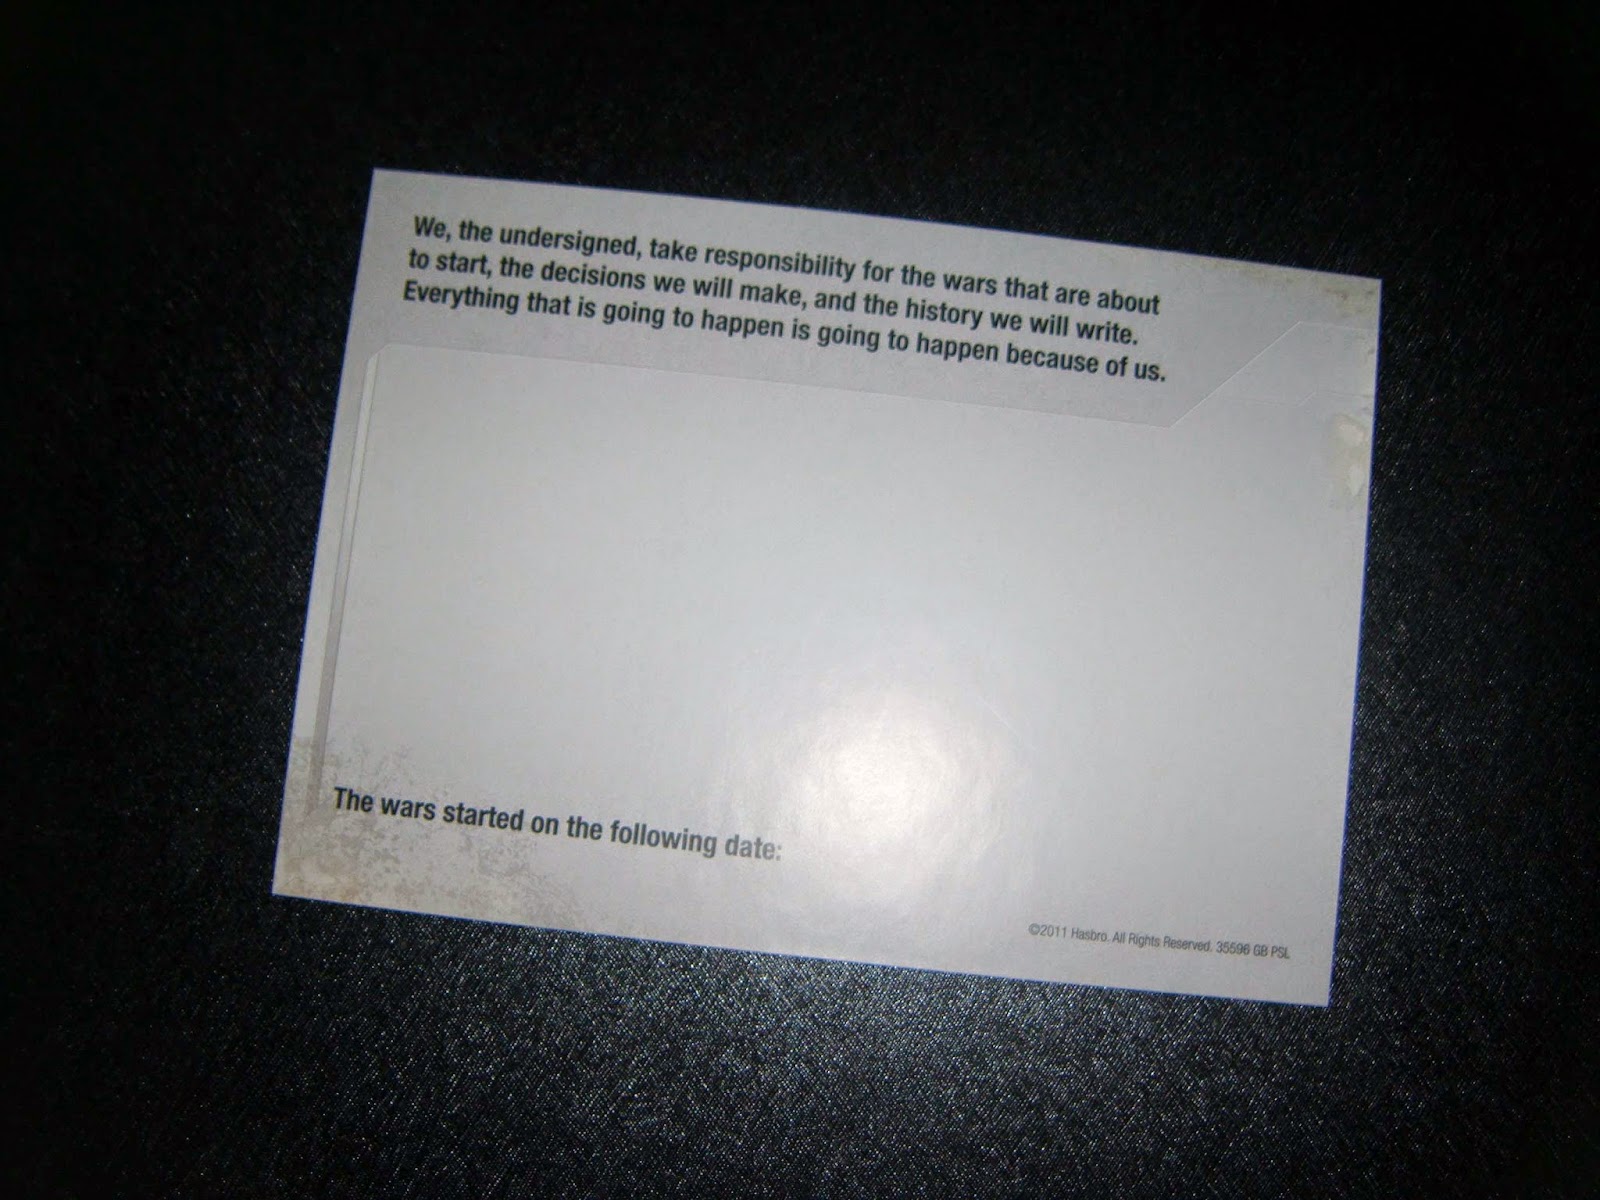 We, the undersigned, take responsibility for the wars that are about
to start, the decisions we will make, and the history we will write.
Everything that is going to happen is going to happen because of us.
The wars started on the following date:
©2011 Hasbro. All Rights Reserved. 35596 GB PSL